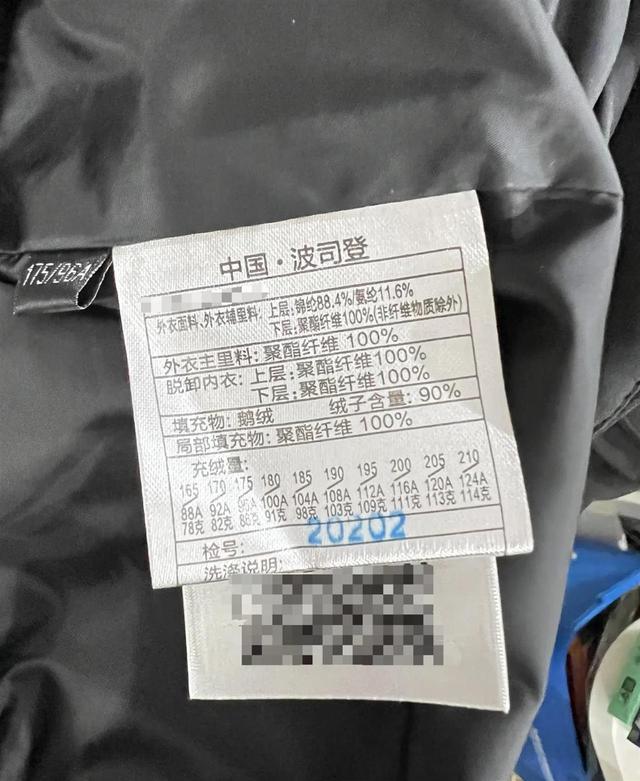 中国·波司登
175/96A
外衣面料、外衣辅里料: 上层:锦纶88.4%/氨纶11.6%
下层:聚酯纤维100%(非纤维物质除外)
外衣主里料: 聚酯纤维 100%
脱卸内衣: 上层:聚酯纤维100%
下层:聚酯纤维100%
填充物: 鹅绒 绒子含量: 90%
局部填充物: 聚酯纤维 100%
充绒量:
165 170 175 180 185 190 195 200 205 210
88A 92A 96A 100A 104A 108A 112A 116A 120A 124A
78克 82克 86克 91克 98克 103克 109克 111克 113克 114克
20202
检号:
洗涤说明: